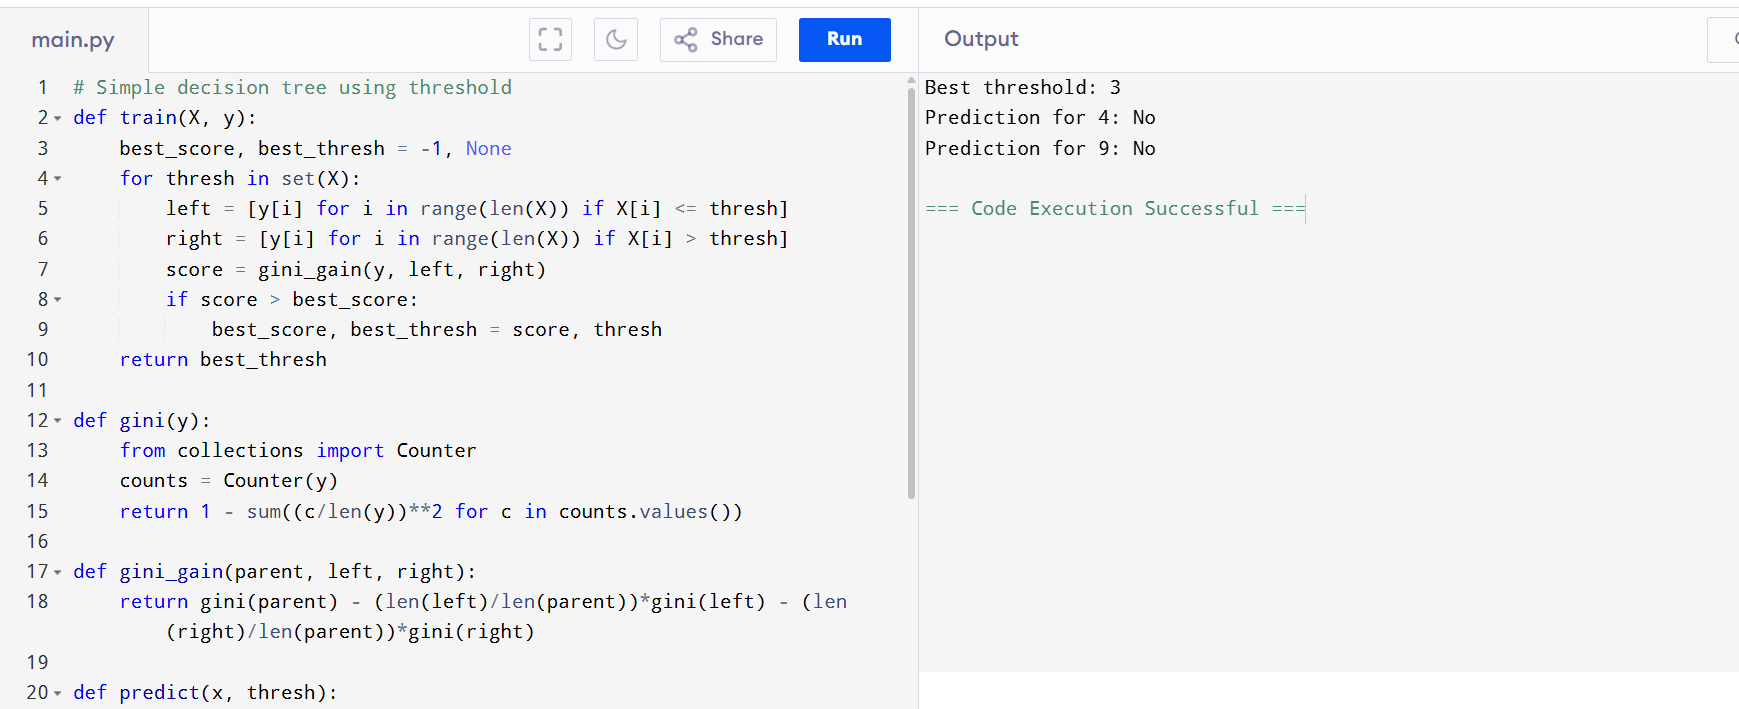 main.py
Share
Run
Output
1 # Simple decision tree using threshold
2 def train(X, y):
3     best_score, best_thresh = -1, None
4     for thresh in set(X):
5         left = [y[i] for i in range(len(X)) if X[i] <= thresh]
6         right = [y[i] for i in range(len(X)) if X[i] > thresh]
7         score = gini_gain(y, left, right)
8         if score > best_score:
9             best_score, best_thresh = score, thresh
10     return best_thresh
11
12 def gini(y):
13     from collections import Counter
14     counts = Counter(y)
15     return 1 - sum((c/len(y))**2 for c in counts.values())
16
17 def gini_gain(parent, left, right):
18     return gini(parent) - (len(left)/len(parent))*gini(left) - (len
(right)/len(parent))*gini(right)
19
20 def predict(x, thresh):
Best threshold: 3
Prediction for 4: No
Prediction for 9: No
=== Code Execution Successful ===